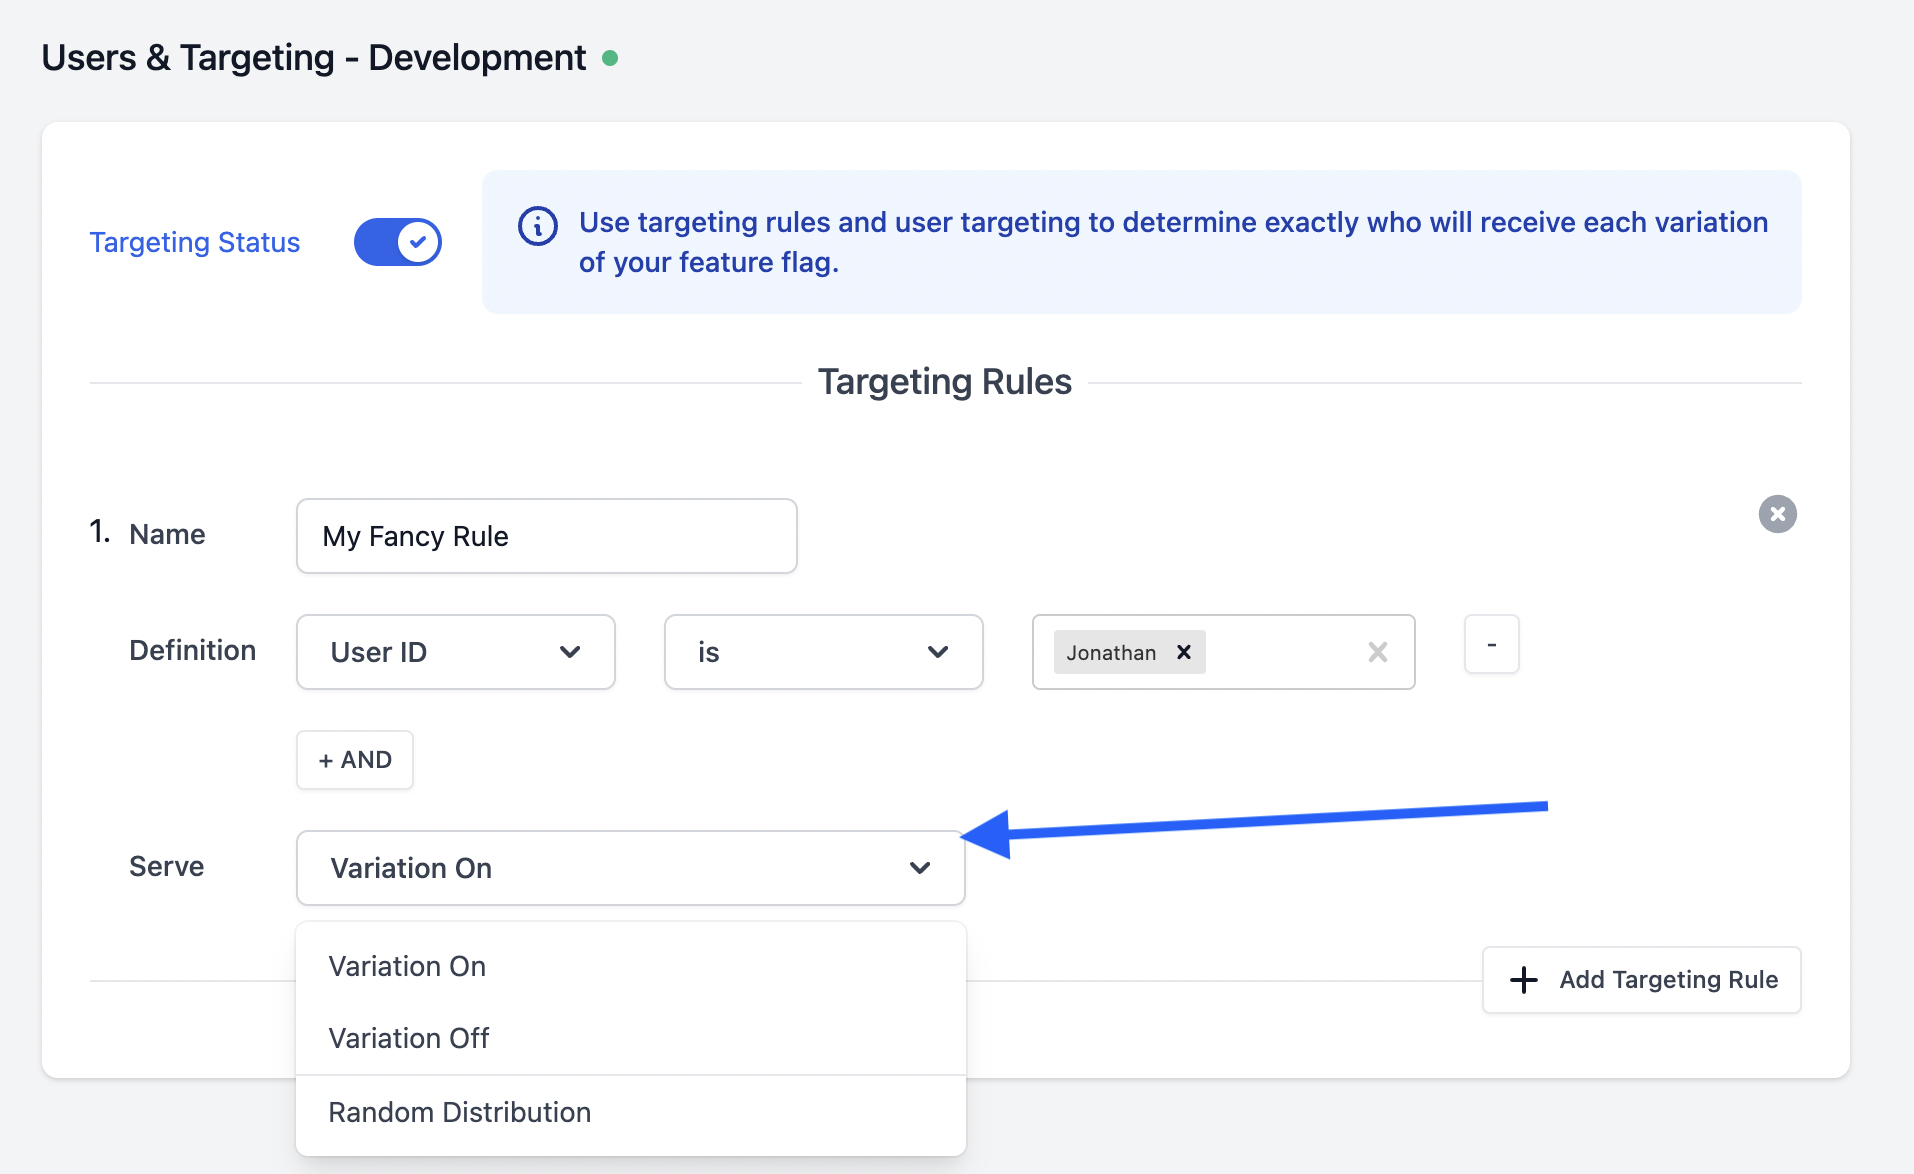 Users & Targeting - Development
Targeting Status
Use targeting rules and user targeting to determine exactly who will receive each variation
of your feature flag.
Targeting Rules
1. Name
My Fancy Rule
Definition
User ID
is
Jonathan
-
+ AND
Serve
Variation On
Variation On
Variation Off
Random Distribution
Add Targeting Rule